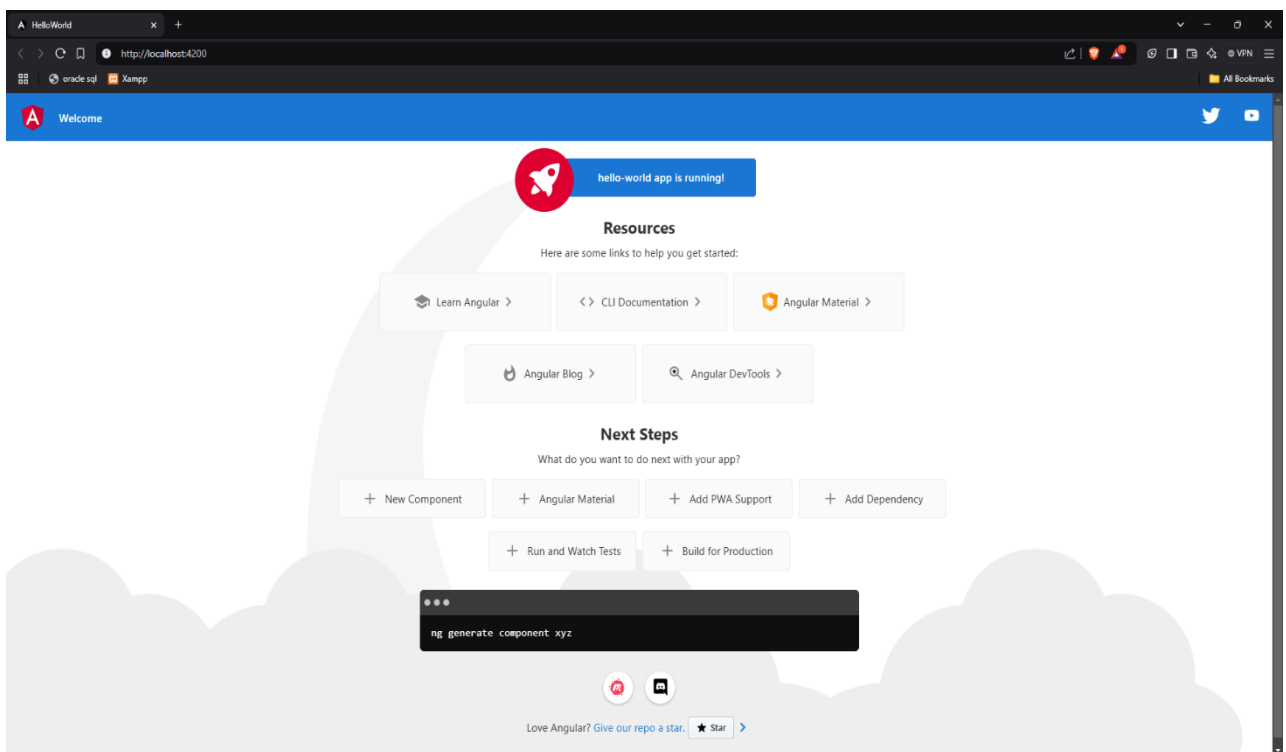 HelloWorld
http://localhost:4200
VPN
oracle sql Xampp All Bookmarks
Welcome
hello-world app is running!
Resources
Here are some links to help you get started:
Learn Angular CLI Documentation Angular Material
Angular Blog Angular DevTools
Next Steps
What do you want to do next with your app?
New Component Angular Material Add PWA Support Add Dependency
Run and Watch Tests Build for Production
ng generate component xyz
Love Angular? Give our repo a star. Star